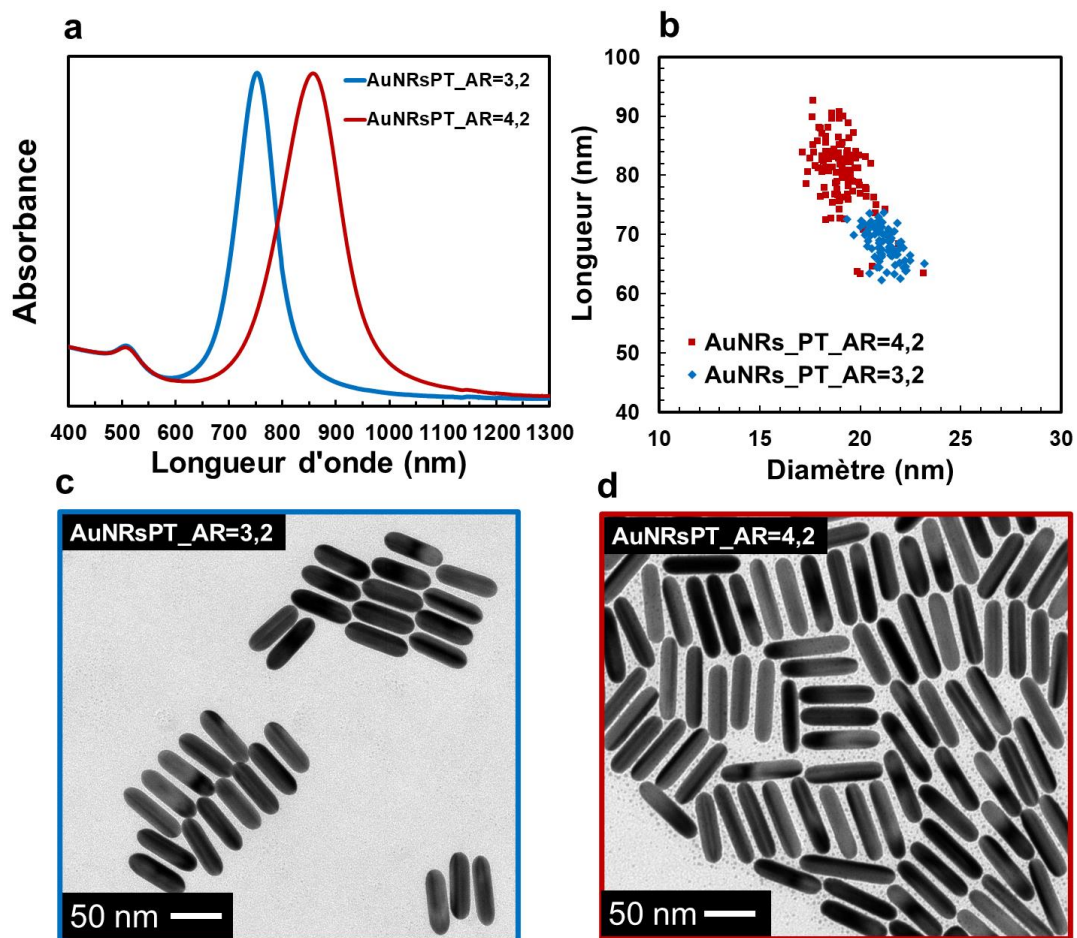 a
Absorbance
AuNRsPT_AR=3,2
AuNRsPT_AR=4,2
400 500 600 700 800 900 1000 1100 1200 1300
Longueur d'onde (nm)
b
Longueur (nm)
100
90
80
70
60
50
40
AuNRs_PT_AR=4,2
AuNRs_PT_AR=3,2
10 15 20 25 30
Diamètre (nm)
c
AuNRsPT_AR=3,2
50 nm
d
AuNRsPT_AR=4,2
50 nm